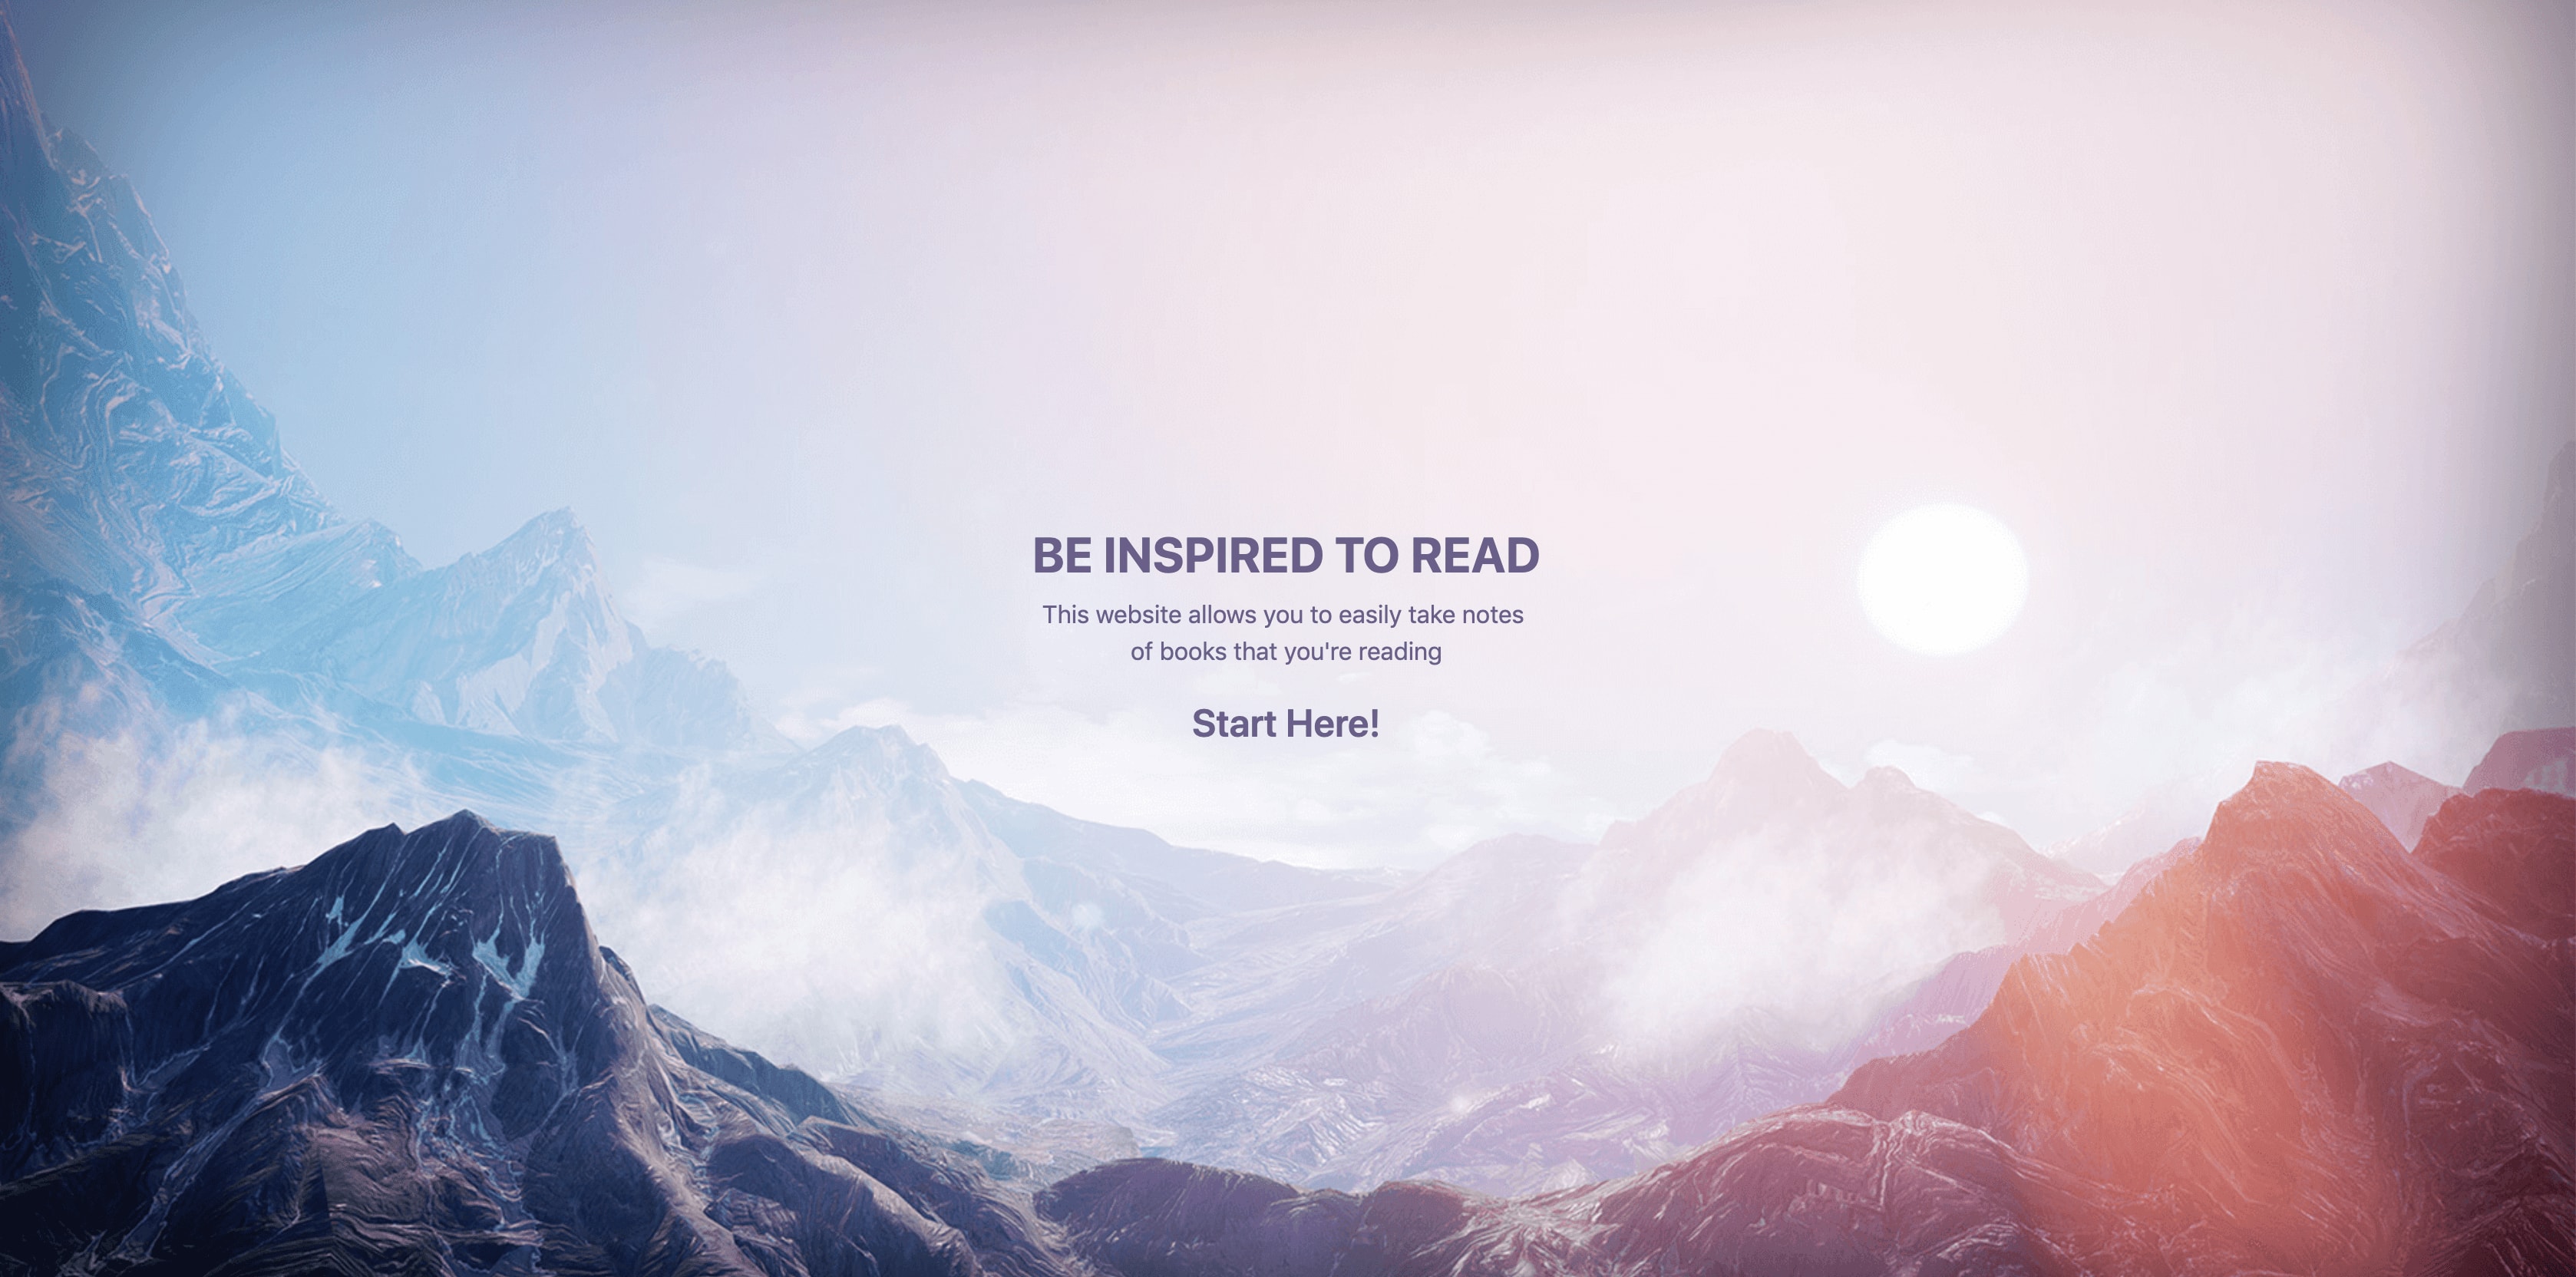 BE INSPIRED TO READ
This website allows you to easily take notes
of books that you're reading
Start Here!